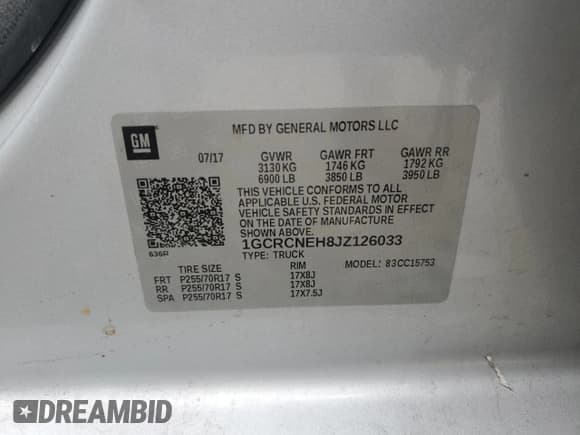 MFD BY GENERAL MOTORS LLC
GM
07/17 GVWR GAWR FRT GAWR RR
3130 KG 1746 KG 1792 KG
6900 LB 3850 LB 3950 LB
THIS VEHICLE CONFORMS TO ALL
APPLICABLE U.S. FEDERAL MOTOR
VEHICLE SAFETY STANDARDS IN EFFECT
ON THE DATE OF MANUFACTURE
SHOWN ABOVE.
1GCRCNEH8JZ126033
636R
TYPE: TRUCK
MODEL: 83CC15753
TIRE SIZE RIM
FRT P255/70R17 S 17X8J
RR P255/70R17 S 17X8J
SPA P255/70R17 S 17X7.5J
DREAMBID